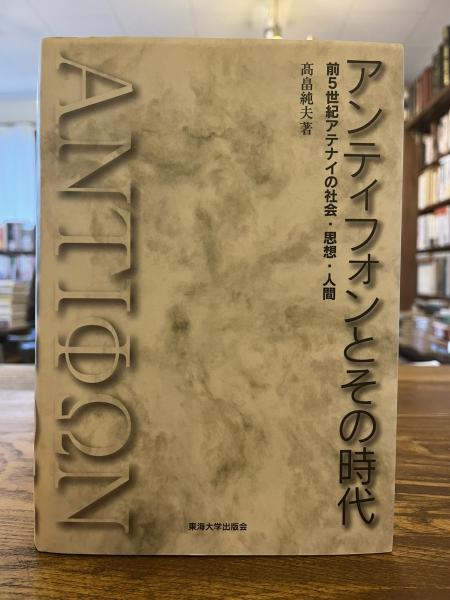 アンティフォンとその時代
前5世紀アテナイの社会・思想・人間
髙畠純夫著
ΑΝΤΙΦΩΝ
東海大学出版会